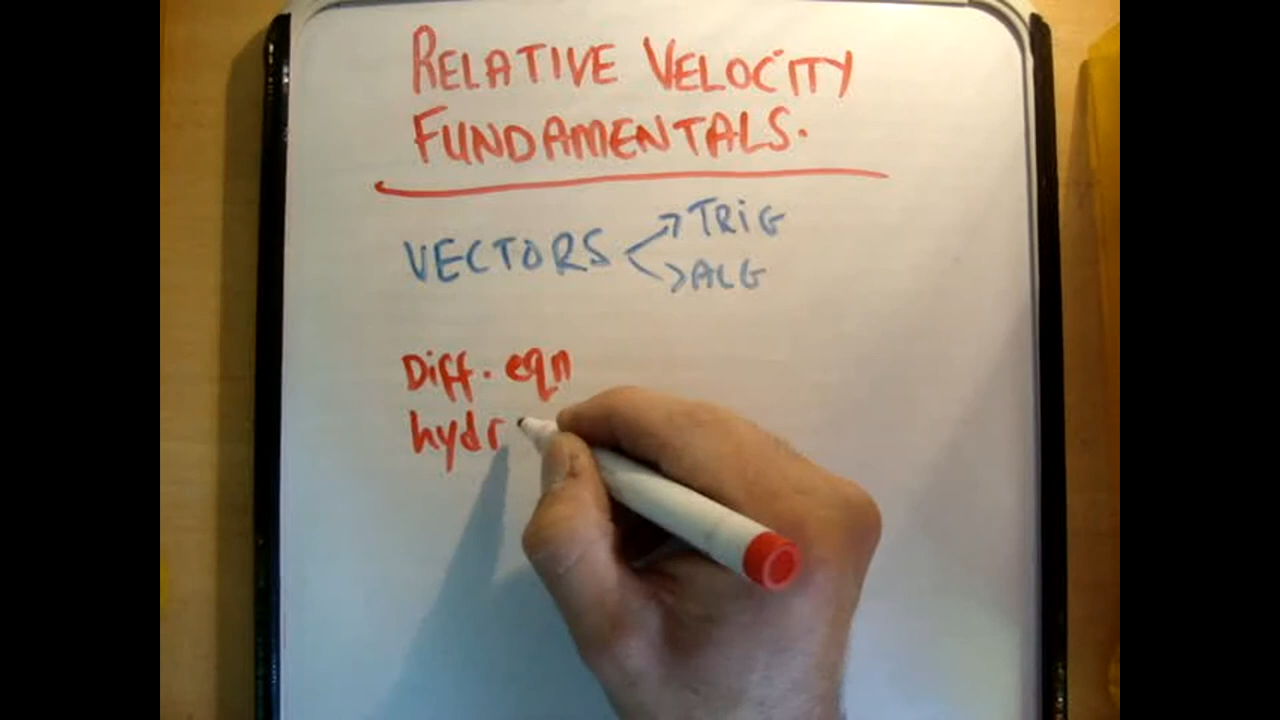 RELATIVE VELOCITY
FUNDAMENTALS.
VECTORS
TRIG
ALG
Diff. eqn
hydr